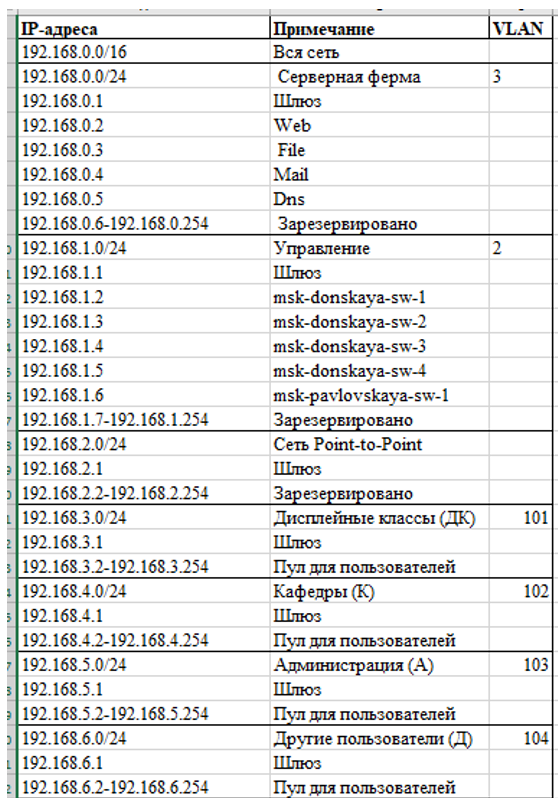 IP-адреса Примечание VLAN
192.168.0.0/16 Вся сеть
192.168.0.0/24 Серверная ферма 3
192.168.0.1 Шлюз
192.168.0.2 Web
192.168.0.3 File
192.168.0.4 Mail
192.168.0.5 Dns
192.168.0.6-192.168.0.254 Зарезервировано
192.168.1.0/24 Управление 2
192.168.1.1 Шлюз
192.168.1.2 msk-donskaya-sw-1
192.168.1.3 msk-donskaya-sw-2
192.168.1.4 msk-donskaya-sw-3
192.168.1.5 msk-donskaya-sw-4
192.168.1.6 msk-pavlovskaya-sw-1
192.168.1.7-192.168.1.254 Зарезервировано
192.168.2.0/24 Сеть Point-to-Point
192.168.2.1 Шлюз
192.168.2.2-192.168.2.254 Зарезервировано
192.168.3.0/24 Дисплейные классы (ДК) 101
192.168.3.1 Шлюз
192.168.3.2-192.168.3.254 Пул для пользователей
192.168.4.0/24 Кафедры (К) 102
192.168.4.1 Шлюз
192.168.4.2-192.168.4.254 Пул для пользователей
192.168.5.0/24 Администрация (А) 103
192.168.5.1 Шлюз
192.168.5.2-192.168.5.254 Пул для пользователей
192.168.6.0/24 Другие пользователи (Д) 104
192.168.6.1 Шлюз
192.168.6.2-192.168.6.254 Пул для пользователей